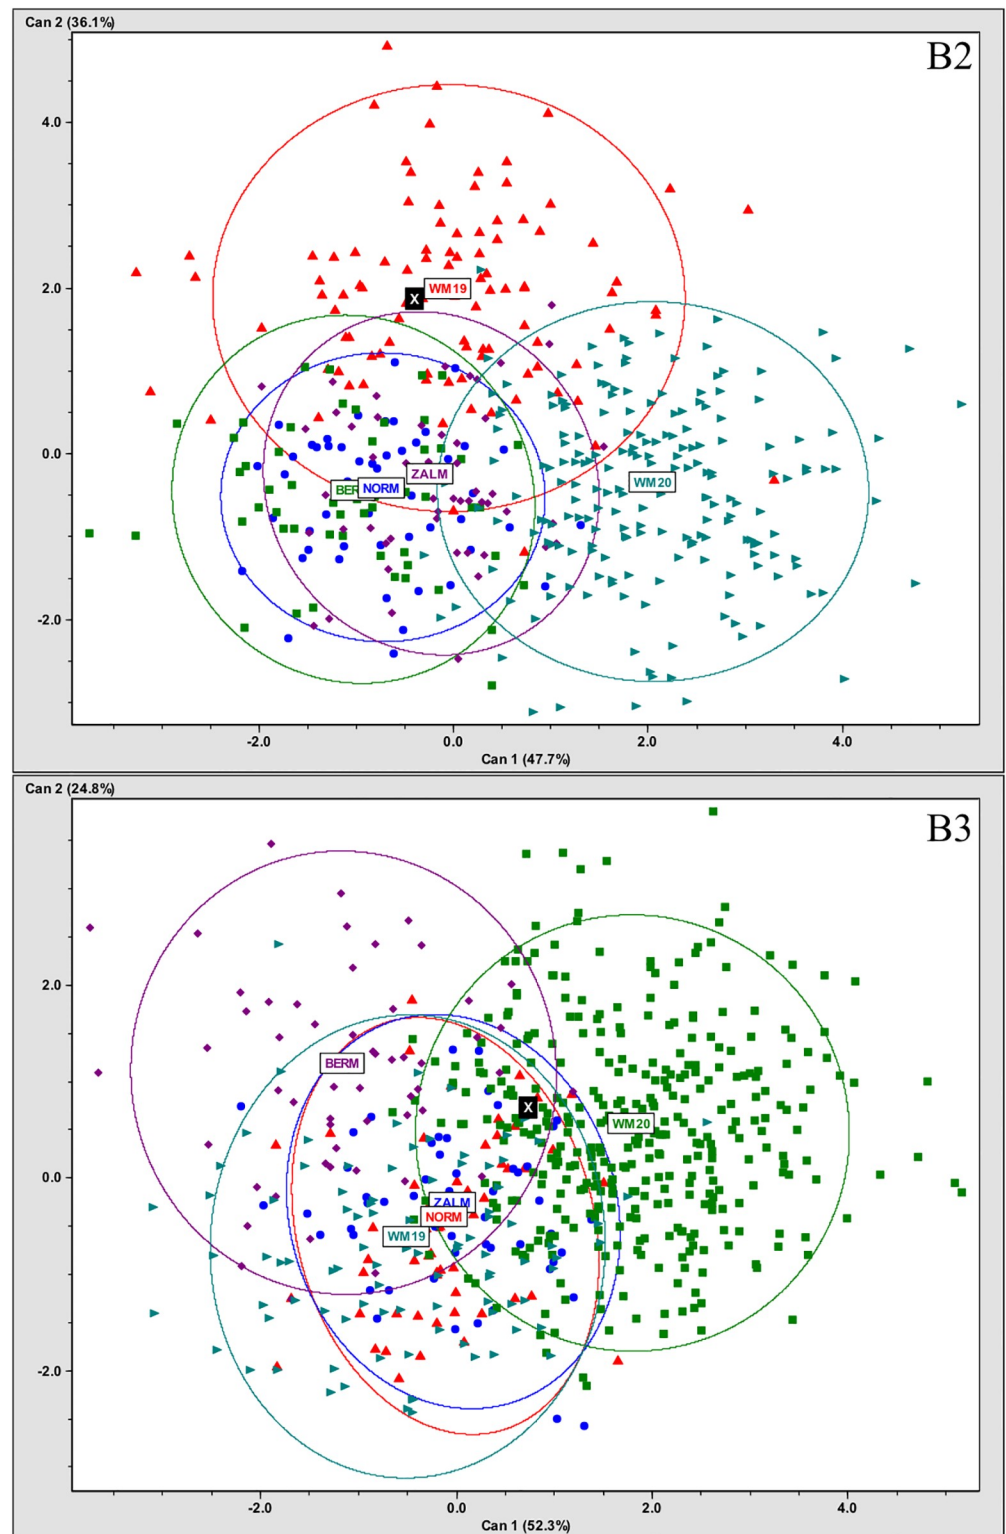 Can 2 (36.1%)
B2
4.0
WM19
X
2.0
0.0
ZALM
BER
NORM
WM20
-2.0
-2.0 0.0 2.0 4.0
Can 1 (47.7%)
Can 2 (24.8%)
B3
2.0
BERM
X
WM20
0.0
ZALM
NORM
WM19
-2.0
-2.0 0.0 2.0 4.0
Can 1 (52.3%)